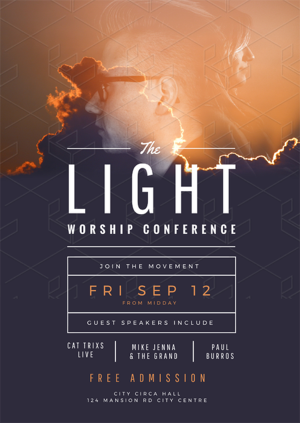 The
LIGHT
WORSHIP CONFERENCE
JOIN THE MOVEMENT
FRI SEP 12
FROM MIDDAY
GUEST SPEAKERS INCLUDE
CAT TRIXS
LIVE
MIKE JENNA
& THE GRAND
PAUL
BURROS
FREE ADMISSION
CITY CIRCA HALL
124 MANSION RD CITY CENTRE